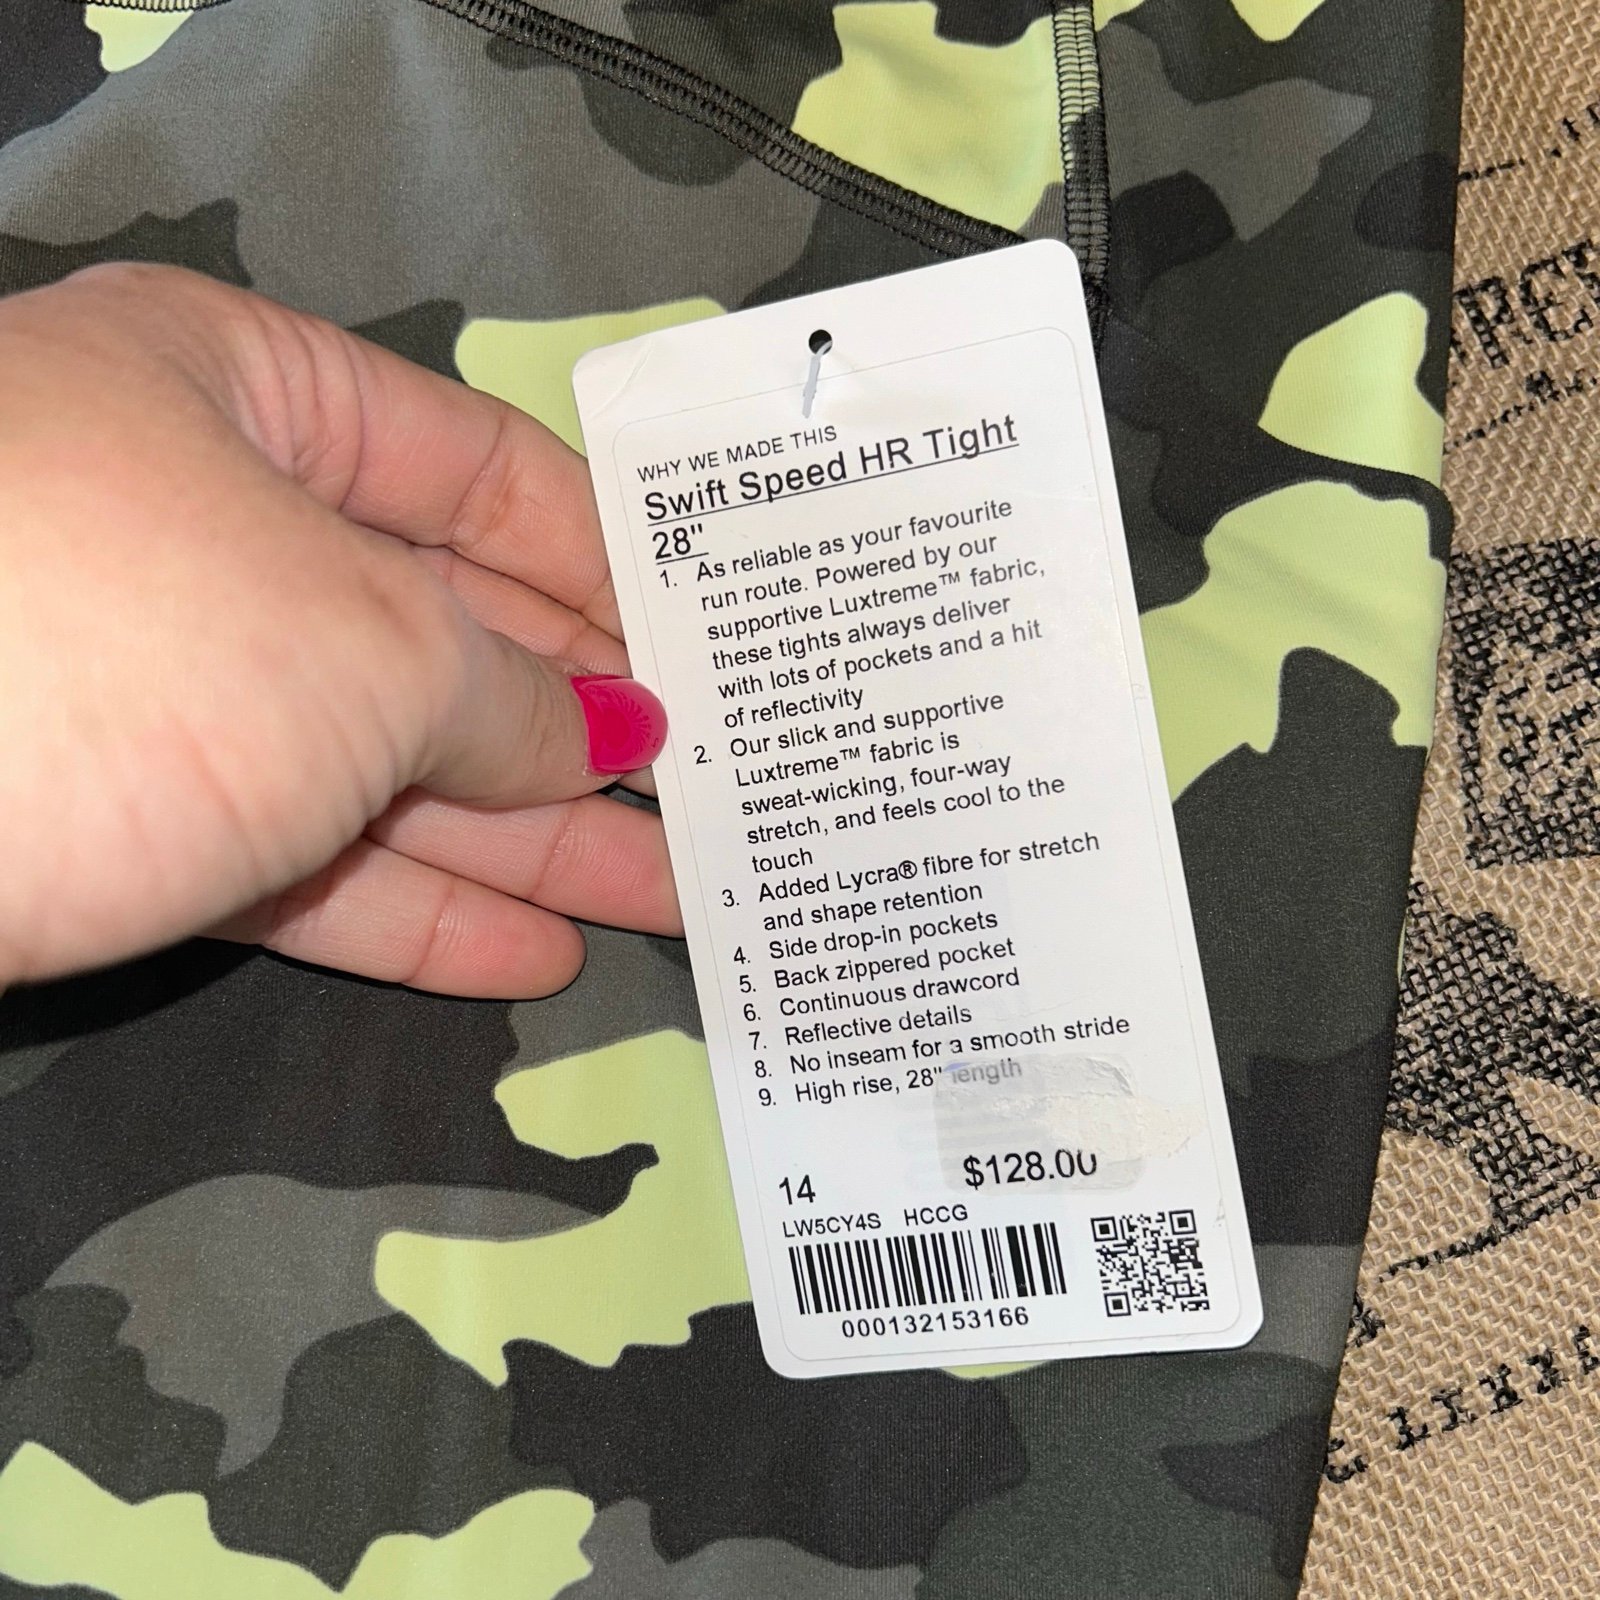 WHY WE MADE THIS
Swift Speed HR Tight
28"
1. As reliable as your favourite
run route. Powered by our
supportive Luxtreme™ fabric,
these tights always deliver
with lots of pockets and a hit
of reflectivity
2. Our slick and supportive
Luxtreme™ fabric is
sweat-wicking, four-way
stretch, and feels cool to the
touch
3. Added Lycra® fibre for stretch
and shape retention
4. Side drop-in pockets
5. Back zippered pocket
6. Continuous drawcord
7. Reflective details
8. No inseam for a smooth stride
9. High rise, 28" length
14 $128.00
LW5CY4S HCCG
000132153166